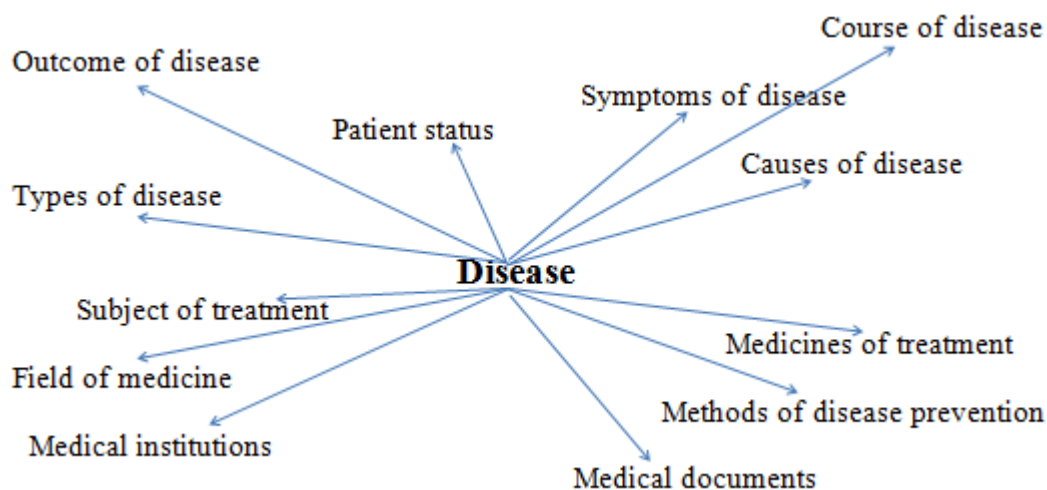 Course of disease
Outcome of disease
Symptoms of disease
Patient status
Causes of disease
Types of disease
Disease
Subject of treatment
Medicines of treatment
Field of medicine
Methods of disease prevention
Medical institutions
Medical documents